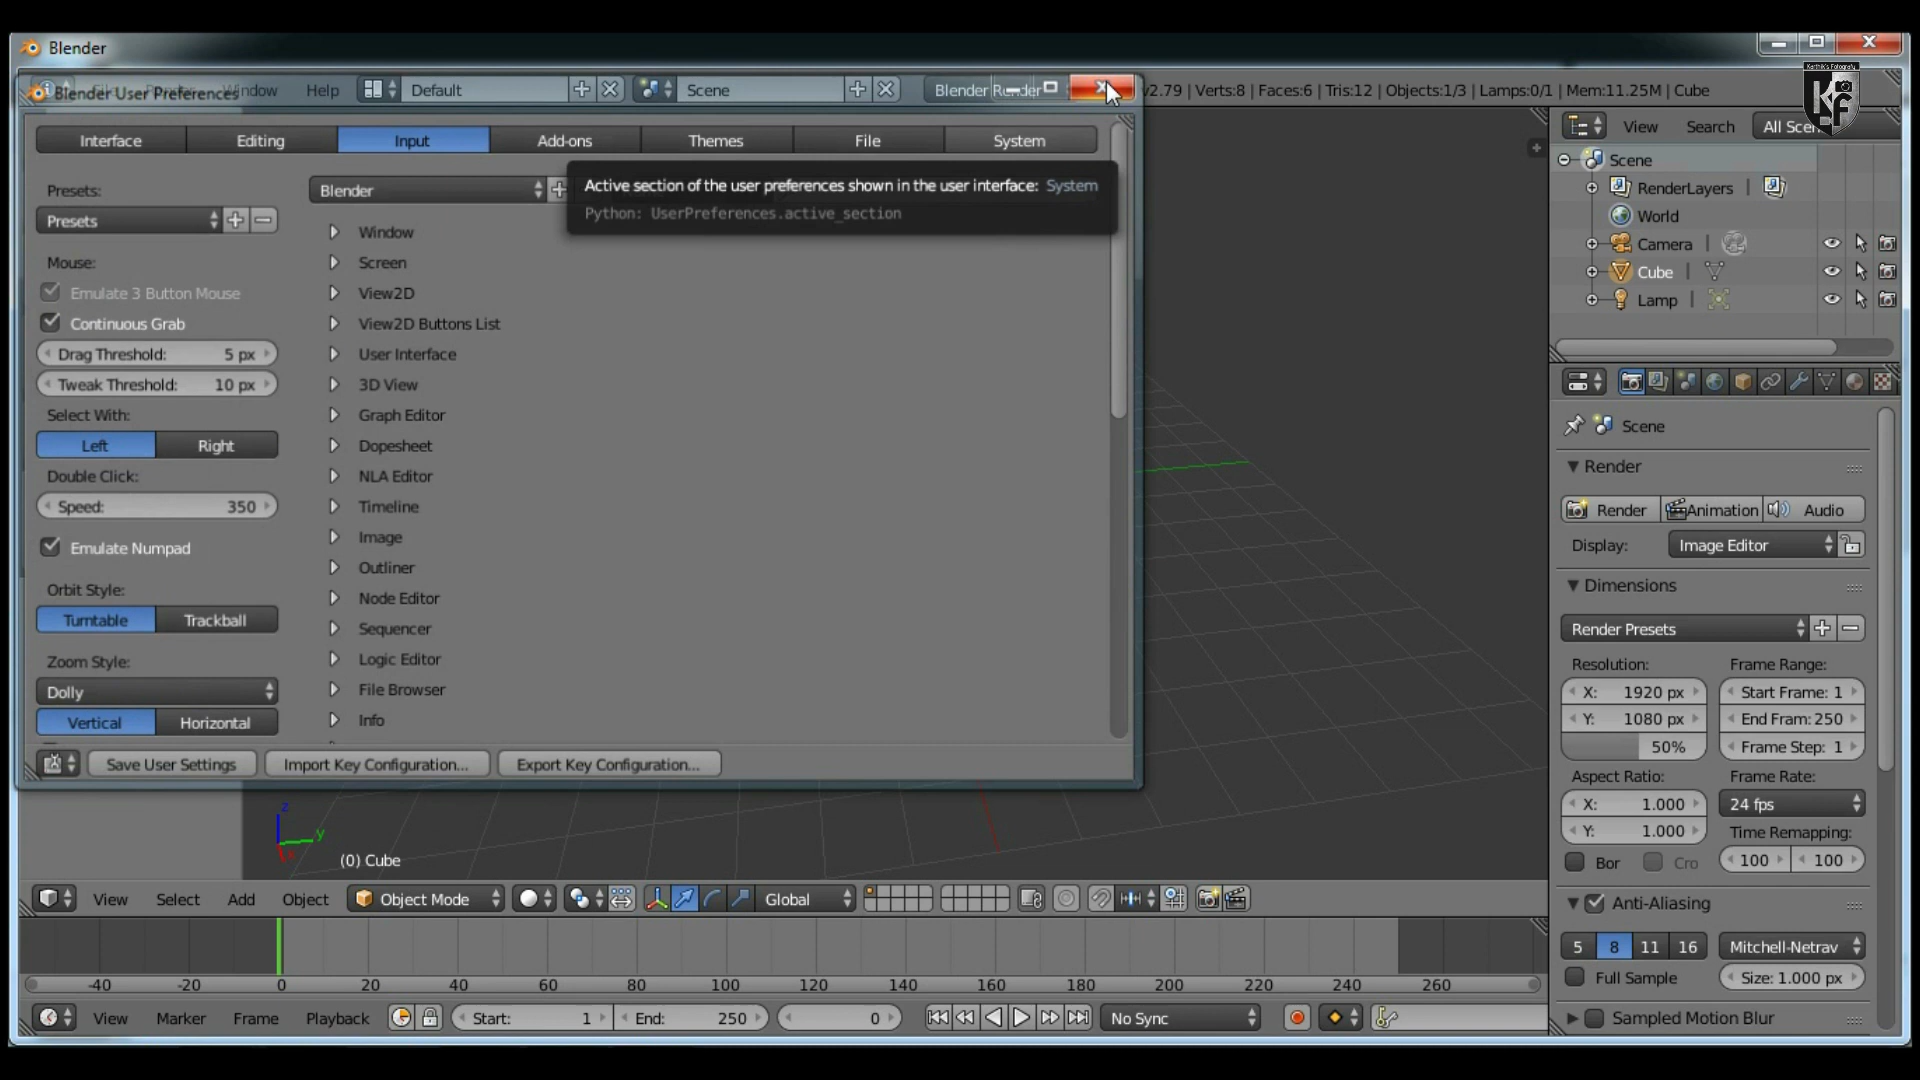 Blender
Blender User Preferences
Window Help Default Scene Blender Render v2.79 | Verts:8 | Faces:6 | Tris:12 | Objects:1/3 | Lamps:0/1 | Mem:11.25M | Cube
Karthik's Fotografy
KF
Interface Editing Input Add-ons Themes File System
View Search All Scen
Presets:
Presets
Blender
Active section of the user preferences shown in the user interface: System
Python: UserPreferences.active_section
Mouse:
Emulate 3 Button Mouse
Continuous Grab
Drag Threshold: 5 px
Tweak Threshold: 10 px
Select With:
Left Right
Double Click:
Speed: 350
Emulate Numpad
Orbit Style:
Turntable Trackball
Zoom Style:
Dolly
Vertical Horizontal
Window
Screen
View2D
View2D Buttons List
User Interface
3D View
Graph Editor
Dopesheet
NLA Editor
Timeline
Image
Outliner
Node Editor
Sequencer
Logic Editor
File Browser
Info
Save User Settings Import Key Configuration... Export Key Configuration...
Scene
RenderLayers
World
Camera
Cube
Lamp
Scene
Render
Render Animation Audio
Display: Image Editor
Dimensions
Render Presets
Resolution: Frame Range:
X: 1920 px Start Frame: 1
Y: 1080 px End Fram: 250
50% Frame Step: 1
Aspect Ratio: Frame Rate:
X: 1.000 24 fps
Y: 1.000 Time Remapping:
Bor Cro 100 100
Anti-Aliasing
5 8 11 16 Mitchell-Netrav
Full Sample Size: 1.000 px
Sampled Motion Blur
z
y
(0) Cube
View Select Add Object Object Mode Global
-40 -20 0 20 40 60 80 100 120 140 160 180 200 220 240 260
View Marker Frame Playback Start: 1 End: 250 0 No Sync